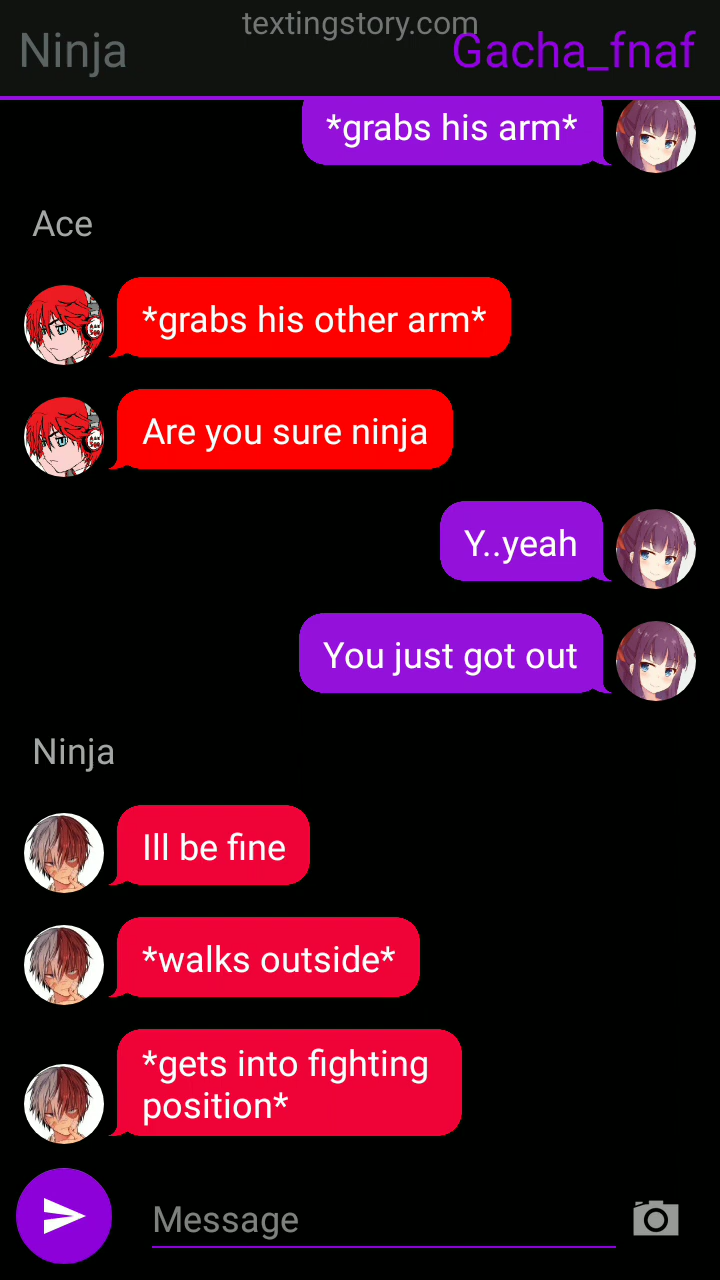 textingstory.com
Ninja
Gacha_fnaf
*grabs his arm*
Ace
*grabs his other arm*
Are you sure ninja
Y..yeah
You just got out
Ninja
Ill be fine
*walks outside*
*gets into fighting
position*
Message